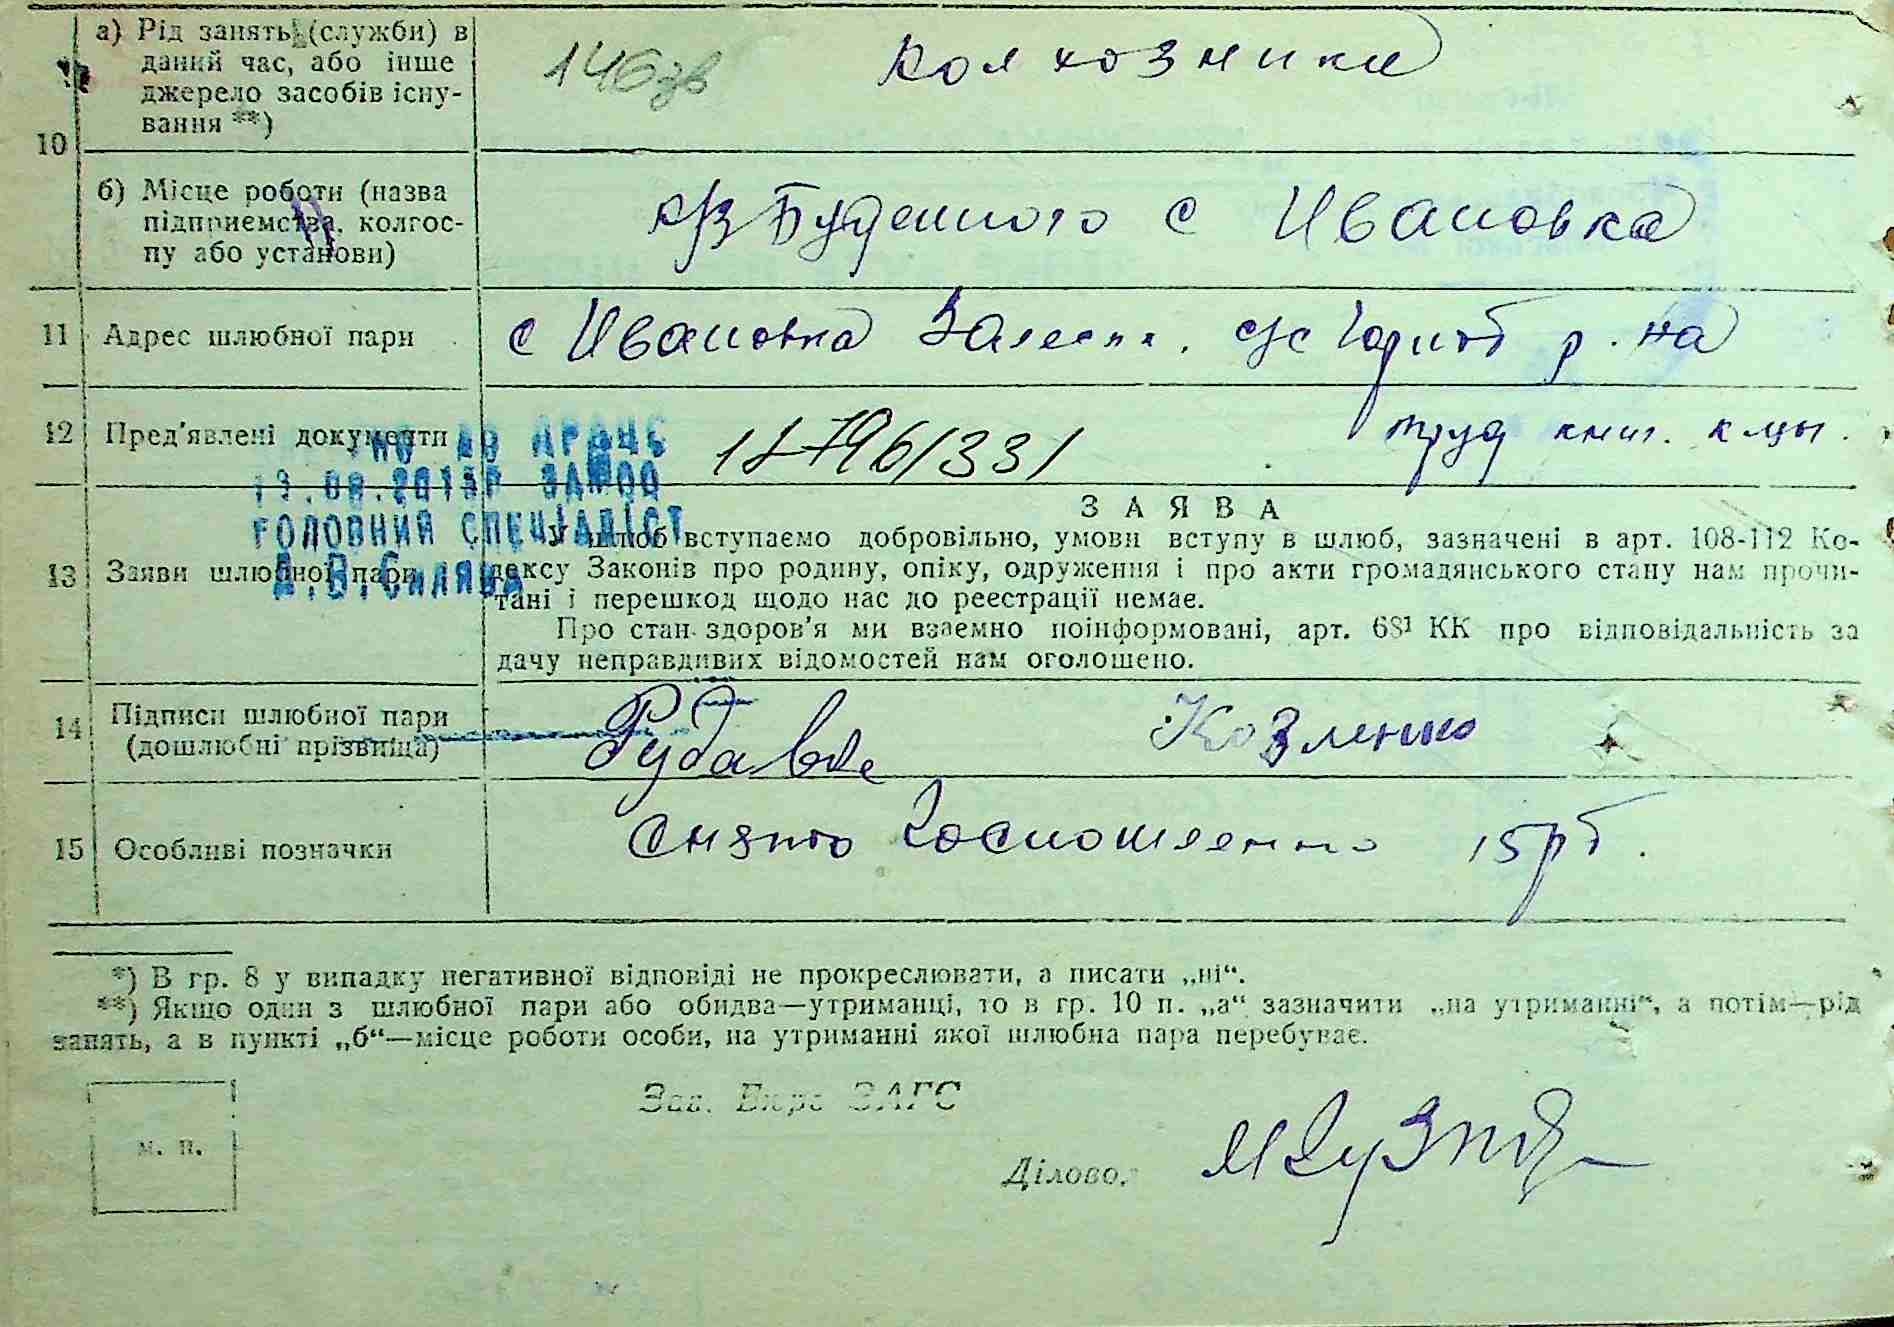 10
а) Рід занять (служби) в
даний час, або інше
джерело засобів існу-
вання **)
146зв
колхозники
б) Місце роботи (назва
підприємства, колгос-
пу або установи)
к/з Буденного с Ивановка
11 Адрес шлюбної пари
с Ивановка Залесск. с/с р-на
12 Пред'явлені документи
1796/331
труд книж.
ДО АРАЦС
ГОЛОВНИЙ СПЕЦІАЛІСТ
13 Заяви шлюбної пари
ЗАЯВА
У шлюб вступаємо добровільно, умови вступу в шлюб, зазначені в арт. 108-112 Ко-
дексу Законів про родину, опіку, одруження і про акти громадянського стану нам прочи-
тані і перешкод щодо нас до реєстрації немає.
Про стан здоров'я ми взаємно поінформовані, арт. 68¹ КК про відповідальність за
дачу неправдивих відомостей нам оголошено.
14 Підписи шлюбної пари
(дошлюбні прізвища)
Козленко
15 Особливі позначки
Снято Госпошленно 15 рб.
*) В гр. 8 у випадку негативної відповіді не прокреслювати, а писати „ні“.
**) Якщо один з шлюбної пари або обидва—утриманці, то в гр. 10 п. „а“ зазначити „на утриманні“, а потім—рід
занять, а в пункті „б“—місце роботи особи, на утриманні якої шлюбна пара перебуває.
Зав. Бюро ЗАГС
м. п.
Діловод